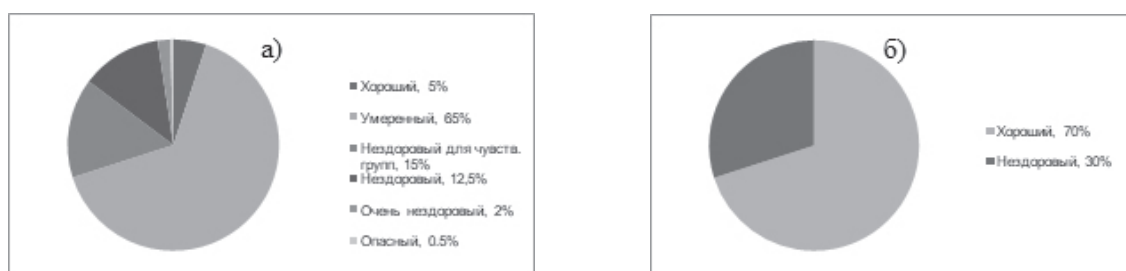 а)
Хороший, 5%
Умеренный, 65%
Нездоровый для чувств.
групп, 15%
Нездоровый, 12,5%
Очень нездоровый, 2%
Опасный, 0.5%
б)
Хороший, 70%
Нездоровый, 30%